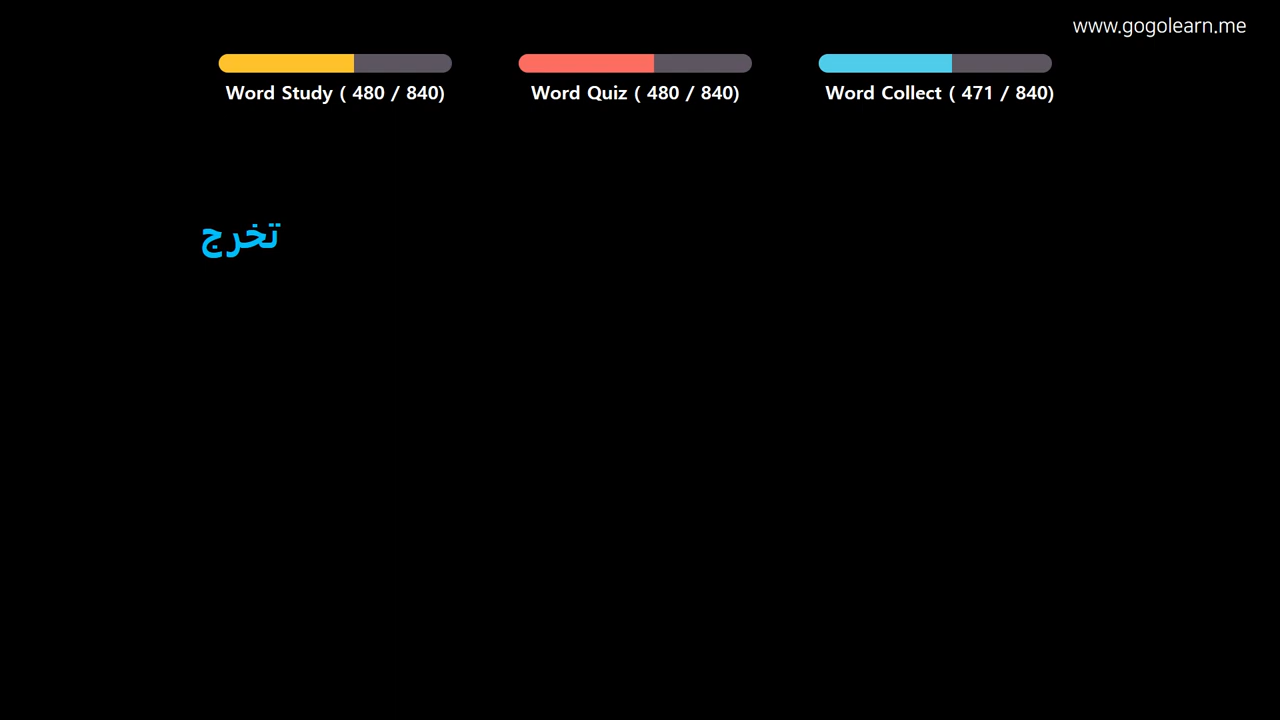 www.gogolearn.me
Word Study ( 480 / 840)
Word Quiz ( 480 / 840)
Word Collect ( 471 / 840)
تخرج